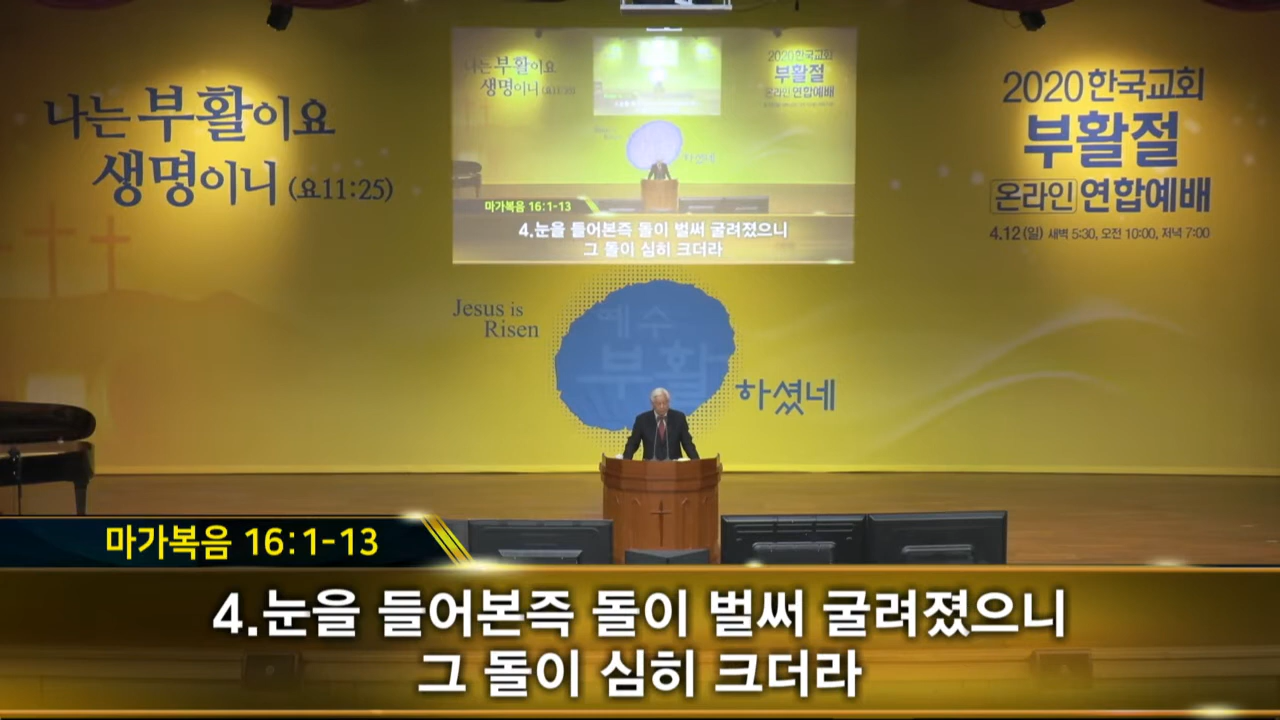 나는 부활이요
생명이니 (요11:25)
2020 한국교회
부활절
온라인 연합예배
4.12(일) 새벽 5:30, 오전 10:00, 저녁 7:00
나는 부활이요
생명이니 (요11:25)
2020 한국교회
부활절
온라인 연합예배
하셨네
마가복음 16:1-13
4.눈을 들어본즉 돌이 벌써 굴려졌으니
그 돌이 심히 크더라
Jesus is
Risen
예수
부활
하셨네
마가복음 16:1-13
4.눈을 들어본즉 돌이 벌써 굴려졌으니
그 돌이 심히 크더라